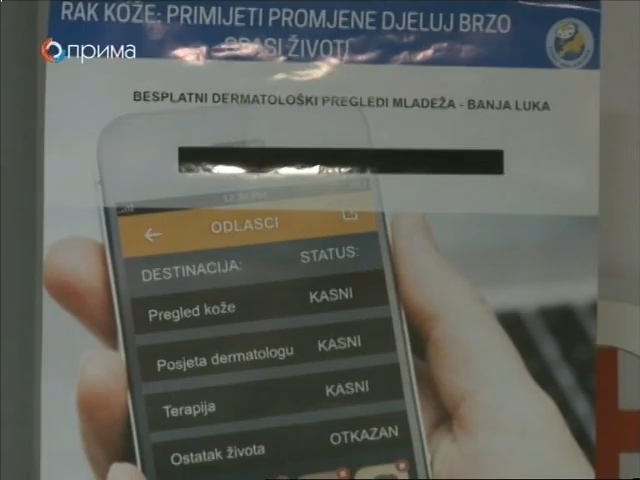 RAK KOŽE: PRIMIJETI PROMJENE DJELUJ BRZO
SPASI ŽIVOT!
прима
BESPLATNI DERMATOLOŠKI PREGLEDI MLADEŽA - BANJA LUKA
ODLASCI
DESTINACIJA: STATUS:
Pregled kože KASNI
Posjeta dermatologu KASNI
Terapija KASNI
Ostatak života OTKAZAN